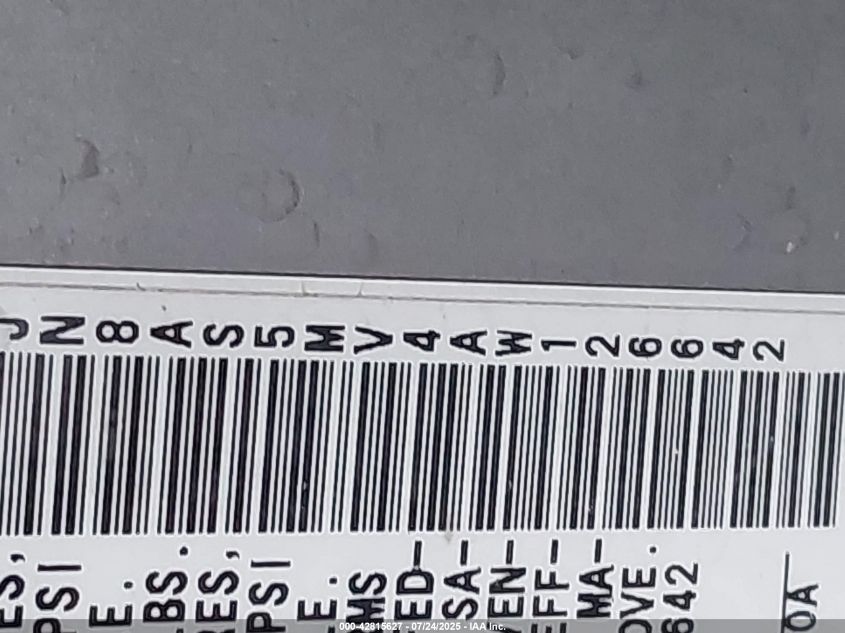 JN8AS5MV4AW126642
ES,
PSI
E.
BS.
RES,
PSI
E.
MS
ED-
SA-
EN-
EFF-
MA-
OVE.
642
0A
000-42815627 - 07/24/2025 - IAA Inc.